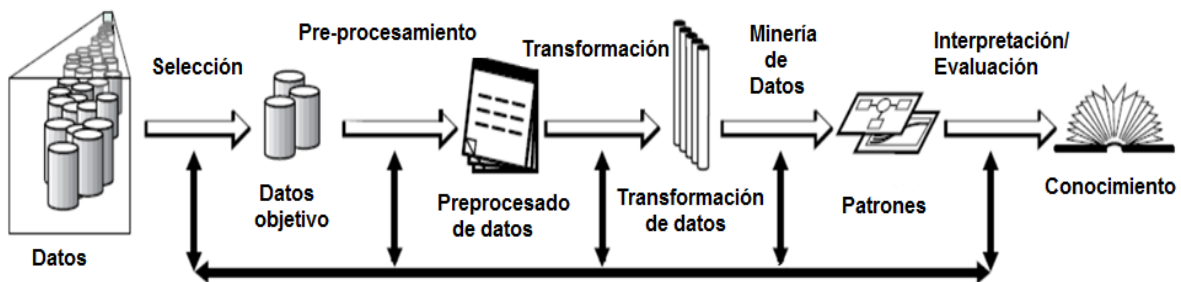 Pre-procesamiento
Selección
Transformación
Minería
de
Datos
Interpretación/
Evaluación
Datos
Datos
objetivo
Preprocesado
de datos
Transformación
de datos
Patrones
Conocimiento